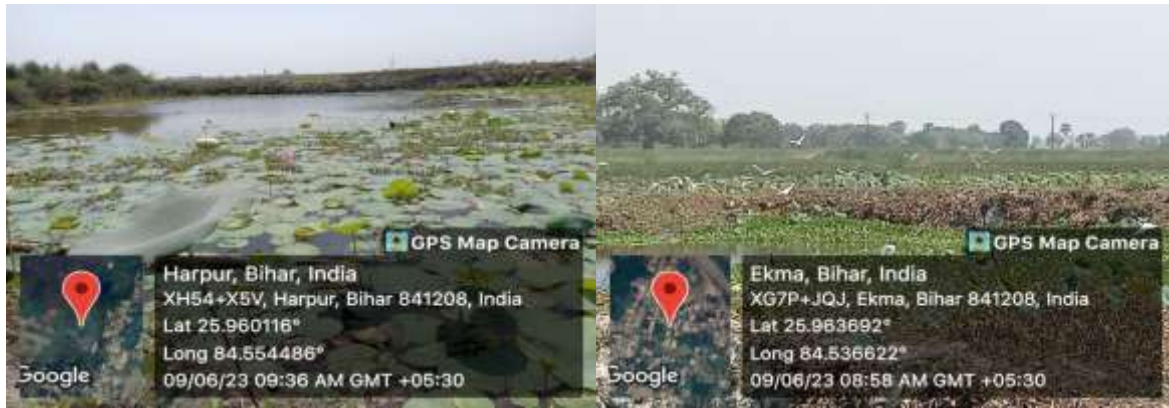 GPS Map Camera
Harpur, Bihar, India
XH54+X5V, Harpur, Bihar 841208, India
Lat 25.960116°
Long 84.554486°
09/06/23 09:36 AM GMT +05:30
Google
GPS Map Camera
Ekma, Bihar, India
XG7P+JQJ, Ekma, Bihar 841208, India
Lat 25.963692°
Long 84.536622°
09/06/23 08:58 AM GMT +05:30
Google